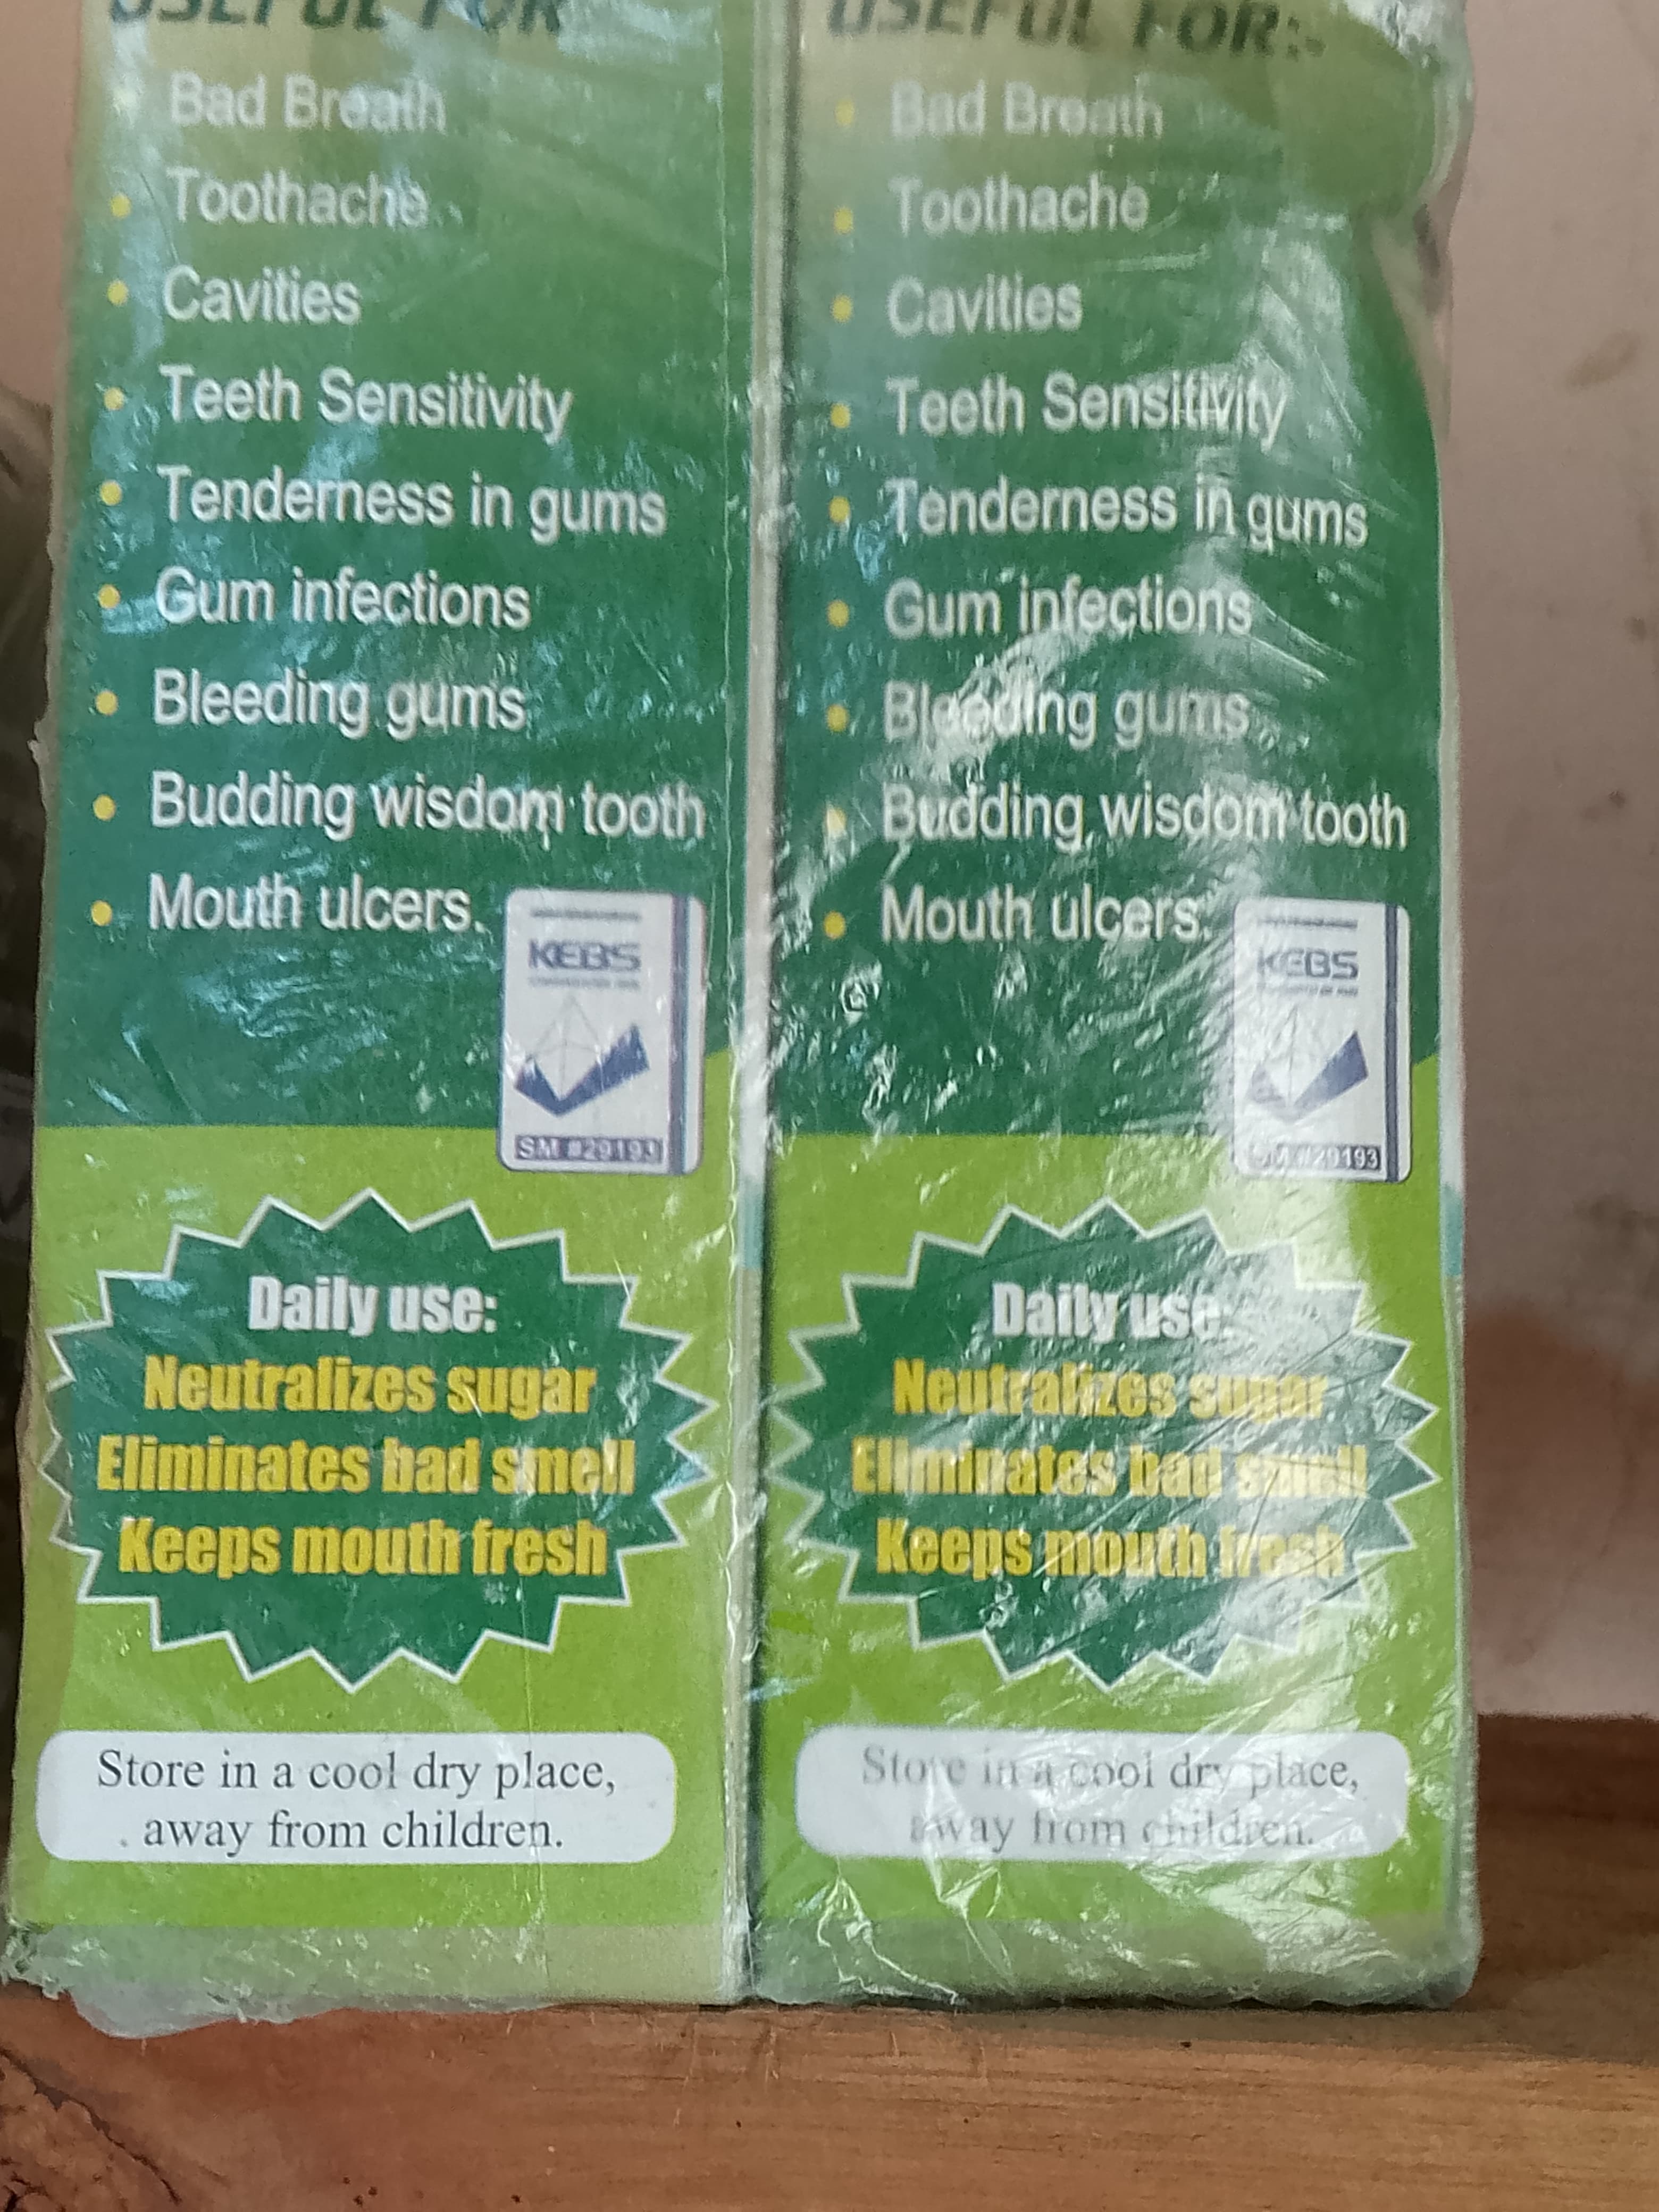 USEFUL FOR
Bad Breath
Toothache
Cavities
Teeth Sensitivity
Tenderness in gums
Gum infections
Bleeding gums
Budding wisdom tooth
Mouth ulcers.
KEBS
SM #29193
Daily use:
Neutralizes sugar
Eliminates bad smell
Keeps mouth fresh
Store in a cool dry place,
away from children.
USEFUL FOR:-
Bad Breath
Toothache
Cavities
Teeth Sensitivity
Tenderness in gums
Gum infections
Bleeding gums
Budding wisdom tooth
Mouth ulcers.
KEBS
SM #29193
Daily use:
Neutralizes sugar
Eliminates bad smell
Keeps mouth fresh
Store in a cool dry place,
away from children.